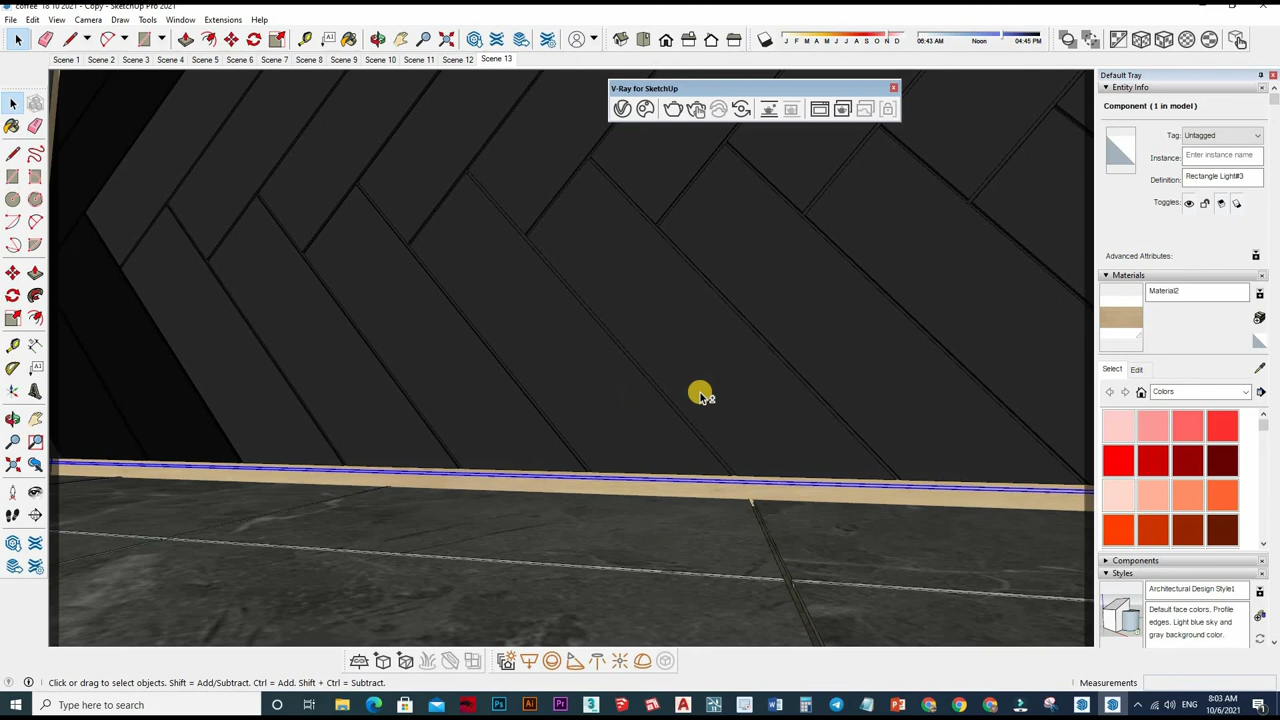 coffee 18 10 2021 - Copy - SketchUp Pro 2021
File Edit View Camera Draw Tools Window Extensions Help
J F M A M J J A S O N D 06:43 AM Noon 04:45 PM
Scene 1 Scene 2 Scene 3 Scene 4 Scene 5 Scene 6 Scene 7 Scene 8 Scene 9 Scene 10 Scene 11 Scene 12 Scene 13
V-Ray for SketchUp
Default Tray
Entity Info
Component (1 in model)
Tag: Untagged
Instance: Enter instance name
Definition: Rectangle Light#3
Toggles:
Advanced Attributes:
Materials
Material2
Select Edit
Colors
Components
Styles
Architectural Design Style1
Default face colors. Profile
edges. Light blue sky and
gray background color.
Click or drag to select objects. Shift = Add/Subtract. Ctrl = Add. Shift + Ctrl = Subtract.
Measurements
Type here to search
8:03 AM
10/6/2021